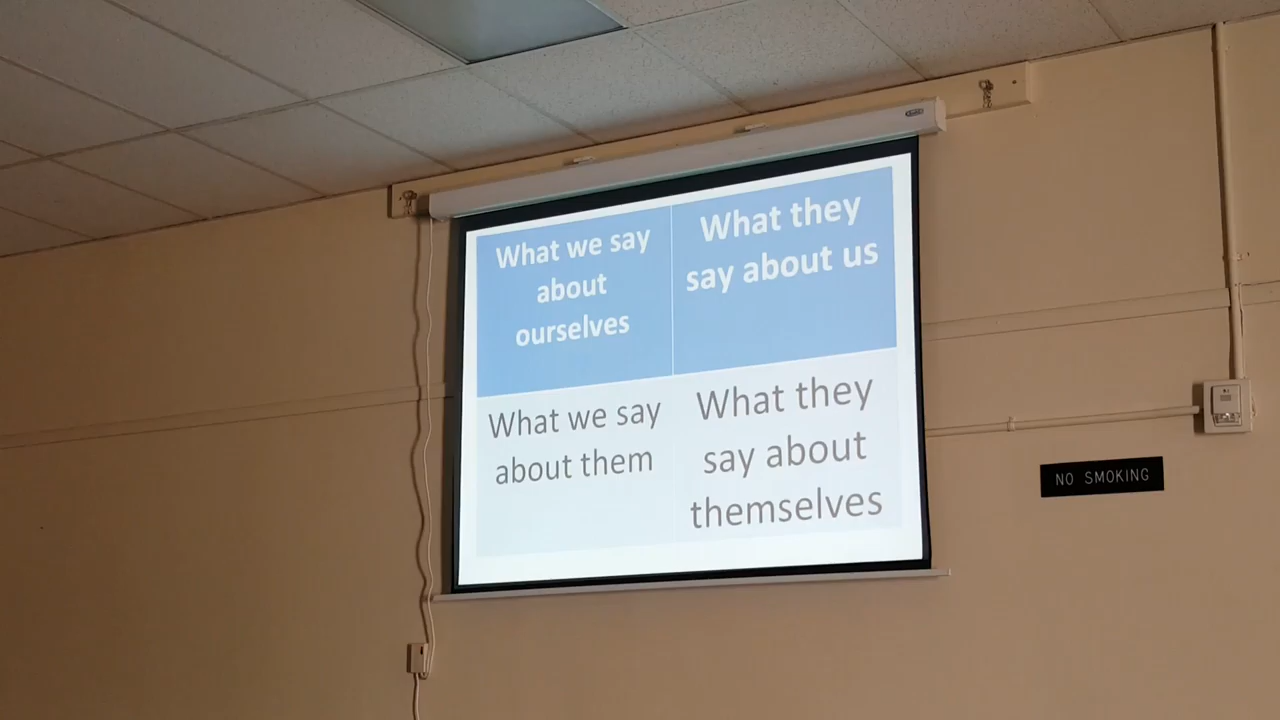 What we say
about
ourselves
What they
say about us
What we say
about them
What they
say about
themselves
NO SMOKING